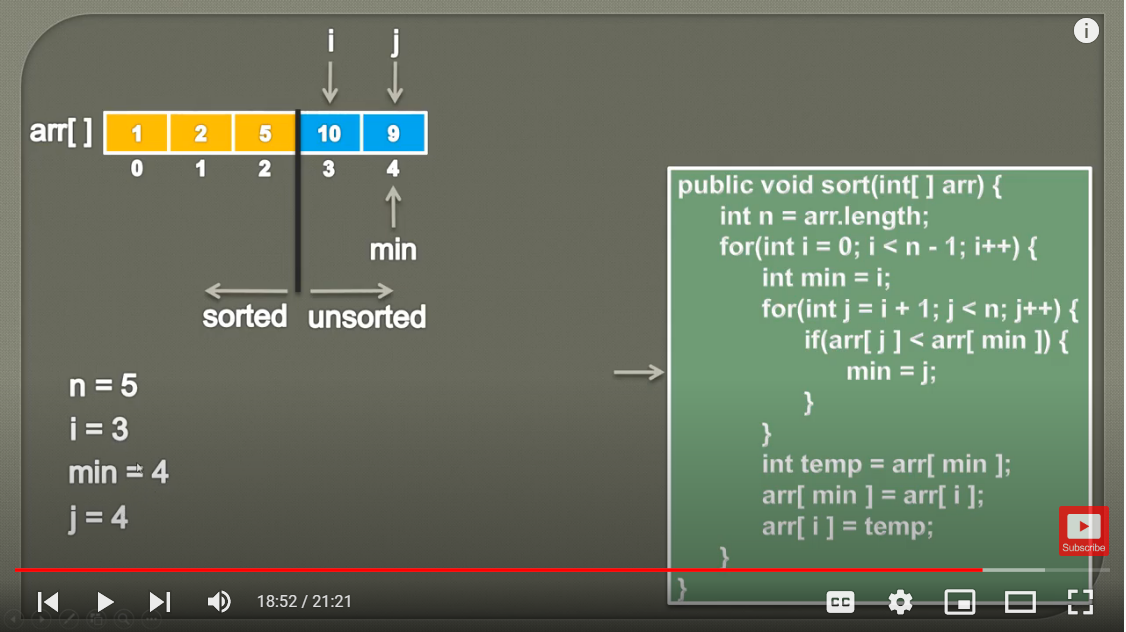 i j
arr[ ] 1 2 5 10 9
0 1 2 3 4
min
sorted unsorted
n = 5
i = 3
min = 4
j = 4
public void sort(int[ ] arr) {
int n = arr.length;
for(int i = 0; i < n - 1; i++) {
int min = i;
for(int j = i + 1; j < n; j++) {
if(arr[ j ] < arr[ min ]) {
min = j;
}
}
int temp = arr[ min ];
arr[ min ] = arr[ i ];
arr[ i ] = temp;
}
}
Subscribe
18:52 / 21:21
CC